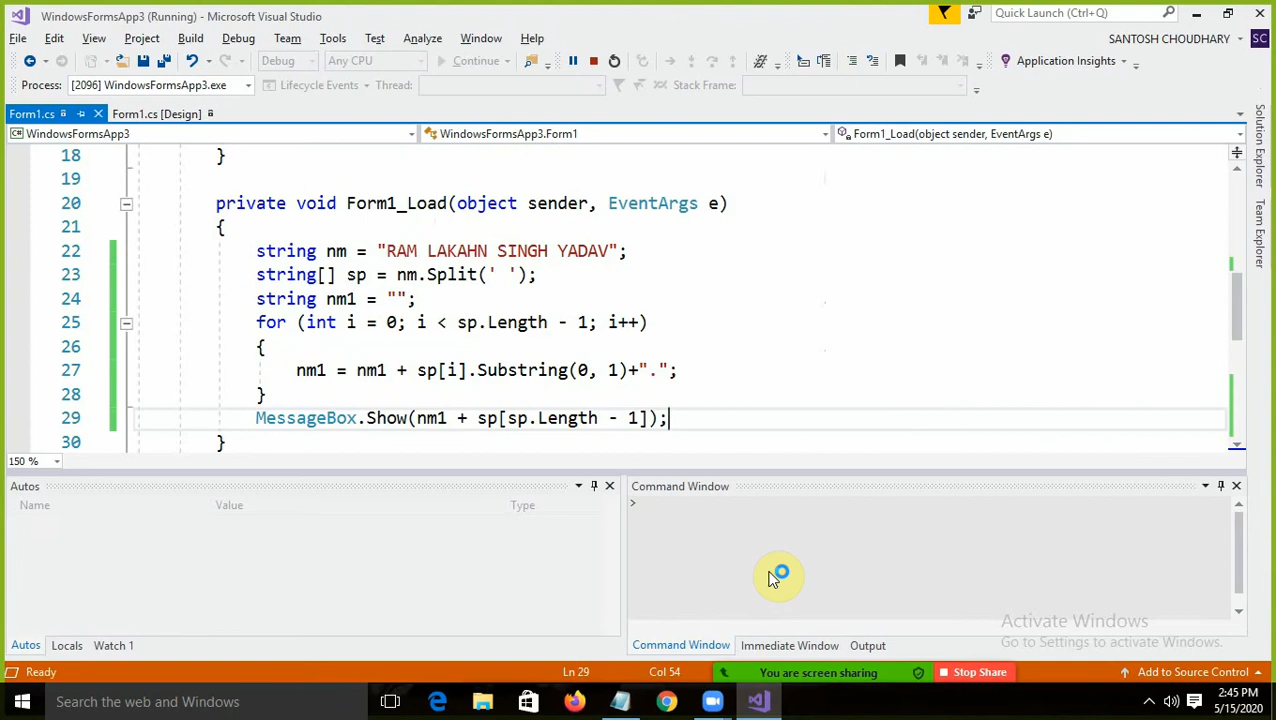 WindowsFormsApp3 (Running) - Microsoft Visual Studio
Quick Launch (Ctrl+Q)
File Edit View Project Build Debug Team Tools Test Analyze Window Help
SANTOSH CHOUDHARY SC
Debug Any CPU Continue Application Insights
Process: [2096] WindowsFormsApp3.exe Lifecycle Events Thread: Stack Frame:
Form1.cs Form1.cs [Design]
WindowsFormsApp3 WindowsFormsApp3.Form1 Form1_Load(object sender, EventArgs e)
Solution Explorer
Team Explorer
18 }
19
20 private void Form1_Load(object sender, EventArgs e)
21 {
22 string nm = "RAM LAKAHN SINGH YADAV";
23 string[] sp = nm.Split(' ');
24 string nm1 = "";
25 for (int i = 0; i < sp.Length - 1; i++)
26 {
27 nm1 = nm1 + sp[i].Substring(0, 1)+".";
28 }
29 MessageBox.Show(nm1 + sp[sp.Length - 1]);
30 }
150 %
Autos
Name Value Type
Command Window
>
Activate Windows
Go to Settings to activate Windows.
Autos Locals Watch 1
Command Window Immediate Window Output
Ready Ln 29 Col 54 You are screen sharing Stop Share Add to Source Control
Search the web and Windows
2:45 PM
5/15/2020